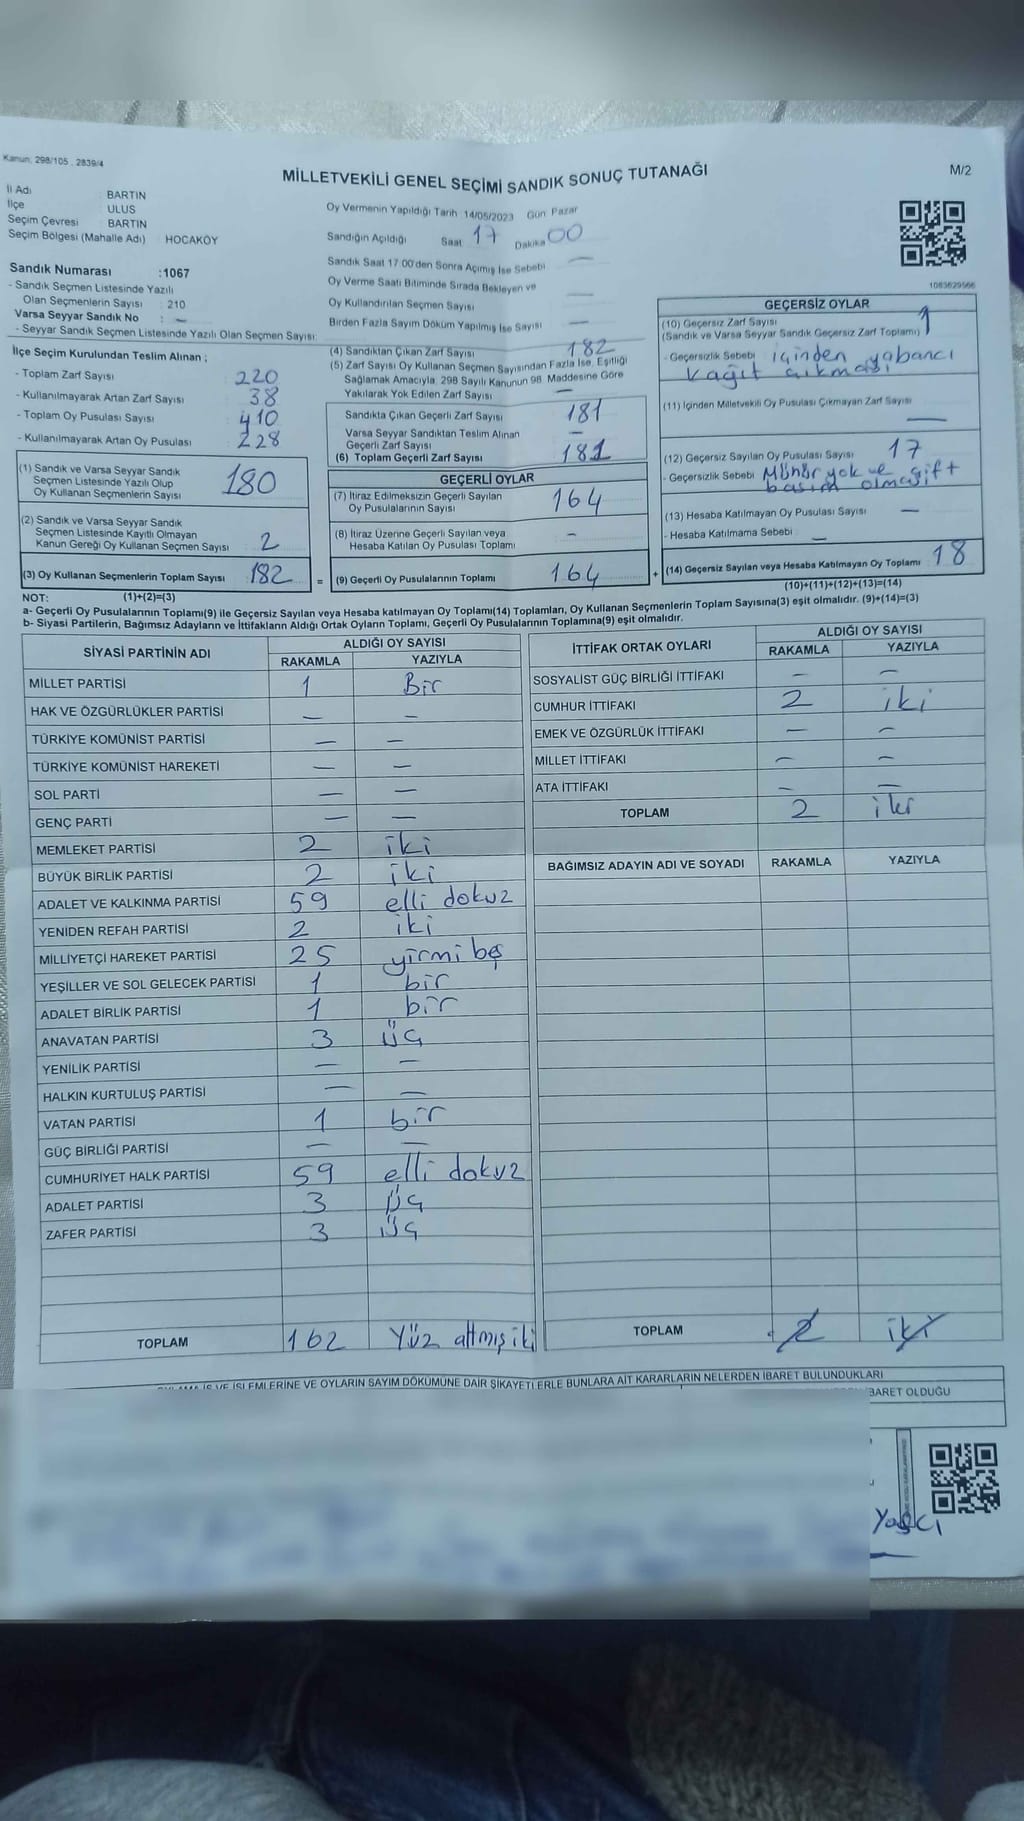 Kanun: 298/105 . 2839/4
MİLLETVEKİLİ GENEL SEÇİMİ SANDIK SONUÇ TUTANAĞI
M/2
İl Adı : BARTIN
İlçe : ULUS
Seçim Çevresi : BARTIN
Seçim Bölgesi (Mahalle Adı) : HOCAKÖY
Oy Vermenin Yapıldığı Tarih 14/05/2023 Gün: Pazar
Sandığın Açıldığı Saat 17 Dakika 00
Sandık Saat 17:00'den Sonra Açılmış İse Sebebi —
Oy Verme Saati Bitiminde Sırada Bekleyen ve
Oy Kullandırılan Seçmen Sayısı —
Birden Fazla Sayım Döküm Yapılmış İse Sayısı —
Sandık Numarası :1067
- Sandık Seçmen Listesinde Yazılı
Olan Seçmenlerin Sayısı : 210
Varsa Seyyar Sandık No : —
- Seyyar Sandık Seçmen Listesinde Yazılı Olan Seçmen Sayısı:
1083629566
İlçe Seçim Kurulundan Teslim Alınan ;
- Toplam Zarf Sayısı 220
- Kullanılmayarak Artan Zarf Sayısı 38
- Toplam Oy Pusulası Sayısı 410
- Kullanılmayarak Artan Oy Pusulası 228
(1) Sandık ve Varsa Seyyar Sandık
Seçmen Listesinde Yazılı Olup
Oy Kullanan Seçmenlerin Sayısı 180
(2) Sandık ve Varsa Seyyar Sandık
Seçmen Listesinde Kayıtlı Olmayan
Kanun Gereği Oy Kullanan Seçmen Sayısı 2
(3) Oy Kullanan Seçmenlerin Toplam Sayısı 182 =
(4) Sandıktan Çıkan Zarf Sayısı 182
(5) Zarf Sayısı Oy Kullanan Seçmen Sayısından Fazla İse, Eşitliği
Sağlamak Amacıyla; 298 Sayılı Kanunun 98. Maddesine Göre
Yakılarak Yok Edilen Zarf Sayısı —
Sandıkta Çıkan Geçerli Zarf Sayısı 181
Varsa Seyyar Sandıktan Teslim Alınan
Geçerli Zarf Sayısı —
(6) Toplam Geçerli Zarf Sayısı 181
GEÇERLİ OYLAR
(7) İtiraz Edilmeksizin Geçerli Sayılan
Oy Pusulalarının Sayısı 164
(8) İtiraz Üzerine Geçerli Sayılan veya
Hesaba Katılan Oy Pusulası Toplamı —
(9) Geçerli Oy Pusulalarının Toplamı 164 +
GEÇERSİZ OYLAR
(10) Geçersiz Zarf Sayısı 1
(Sandık ve Varsa Seyyar Sandık Geçersiz Zarf Toplamı)
- Geçersizlik Sebebi içinden yabancı
kağıt çıkması
(11) İçinden Milletvekili Oy Pusulası Çıkmayan Zarf Sayısı —
(12) Geçersiz Sayılan Oy Pusulası Sayısı 17
- Geçersizlik Sebebi Mühür yok ve çift
(13) Hesaba Katılmayan Oy Pusulası Sayısı —
- Hesaba Katılmama Sebebi —
(14) Geçersiz Sayılan veya Hesaba Katılmayan Oy Toplamı 18
NOT: (1)+(2)=(3)
(10)+(11)+(12)+(13)=(14)
a- Geçerli Oy Pusulalarının Toplamı(9) ile Geçersiz Sayılan veya Hesaba katılmayan Oy Toplamı(14) Toplamları, Oy Kullanan Seçmenlerin Toplam Sayısına(3) eşit olmalıdır. (9)+(14)=(3)
b- Siyasi Partilerin, Bağımsız Adayların ve İttifakların Aldığı Ortak Oyların Toplamı, Geçerli Oy Pusulalarının Toplamına(9) eşit olmalıdır.
SİYASİ PARTİNİN ADI ALDIĞI OY SAYISI
RAKAMLA YAZIYLA
MİLLET PARTİSİ 1 Bir
HAK VE ÖZGÜRLÜKLER PARTİSİ — —
TÜRKİYE KOMÜNİST PARTİSİ — —
TÜRKİYE KOMÜNİST HAREKETİ — —
SOL PARTİ — —
GENÇ PARTİ — —
MEMLEKET PARTİSİ 2 iki
BÜYÜK BİRLİK PARTİSİ 2 iki
ADALET VE KALKINMA PARTİSİ 59 elli dokuz
YENİDEN REFAH PARTİSİ 2 iki
MİLLİYETÇİ HAREKET PARTİSİ 25 yirmi beş
YEŞİLLER VE SOL GELECEK PARTİSİ 1 bir
ADALET BİRLİK PARTİSİ 1 bir
ANAVATAN PARTİSİ 3 üç
YENİLİK PARTİSİ — —
HALKIN KURTULUŞ PARTİSİ — —
VATAN PARTİSİ 1 bir
GÜÇ BİRLİĞİ PARTİSİ — —
CUMHURİYET HALK PARTİSİ 59 elli dokuz
ADALET PARTİSİ 3 üç
ZAFER PARTİSİ 3 üç
TOPLAM 162 Yüz altmış iki
İTTİFAK ORTAK OYLARI ALDIĞI OY SAYISI
RAKAMLA YAZIYLA
SOSYALİST GÜÇ BİRLİĞİ İTTİFAKI — —
CUMHUR İTTİFAKI 2 iki
EMEK VE ÖZGÜRLÜK İTTİFAKI — —
MİLLET İTTİFAKI — —
ATA İTTİFAKI — —
TOPLAM 2 iki
BAĞIMSIZ ADAYIN ADI VE SOYADI RAKAMLA YAZIYLA
TOPLAM 2 iki
İŞLEMLERİNE VE OYLARIN SAYIM DÖKÜMÜNE DAİR ŞİKAYETLERLE BUNLARA AİT KARARLARIN NELERDEN İBARET BULUNDUKLARI
İBARET OLDUĞU